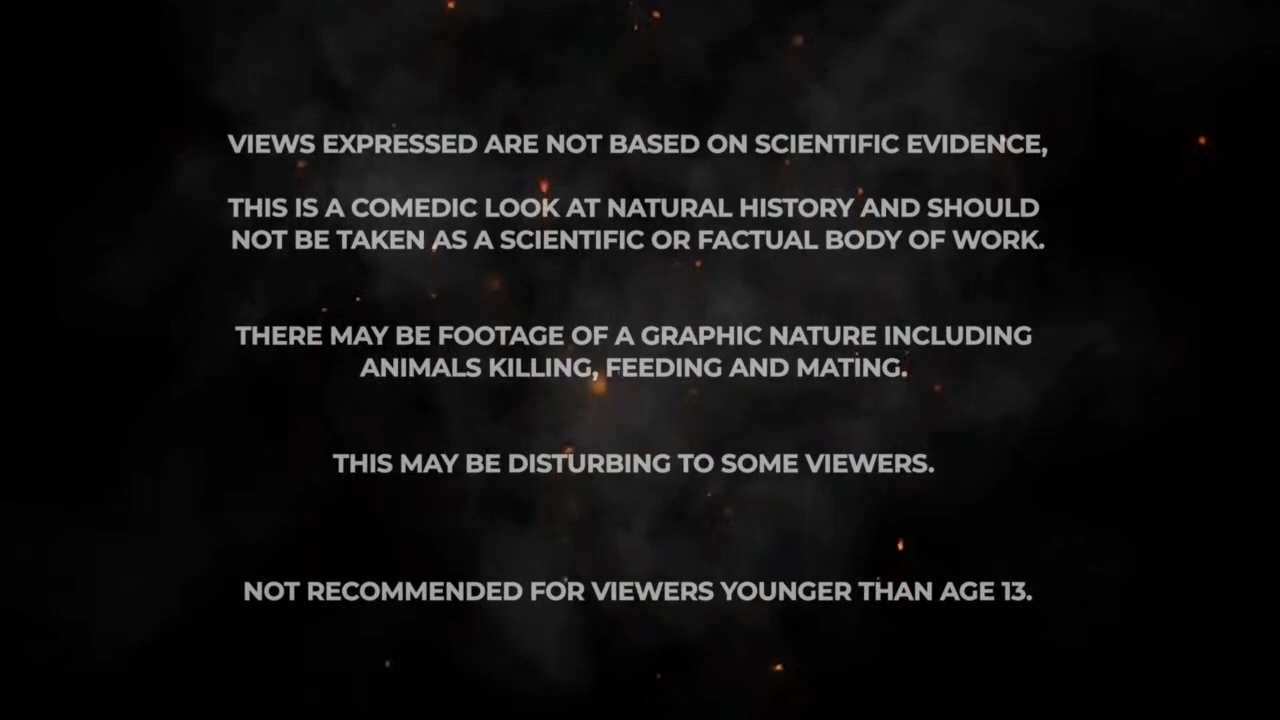 VIEWS EXPRESSED ARE NOT BASED ON SCIENTIFIC EVIDENCE,
THIS IS A COMEDIC LOOK AT NATURAL HISTORY AND SHOULD
NOT BE TAKEN AS A SCIENTIFIC OR FACTUAL BODY OF WORK.
THERE MAY BE FOOTAGE OF A GRAPHIC NATURE INCLUDING
ANIMALS KILLING, FEEDING AND MATING.
THIS MAY BE DISTURBING TO SOME VIEWERS.
NOT RECOMMENDED FOR VIEWERS YOUNGER THAN AGE 13.